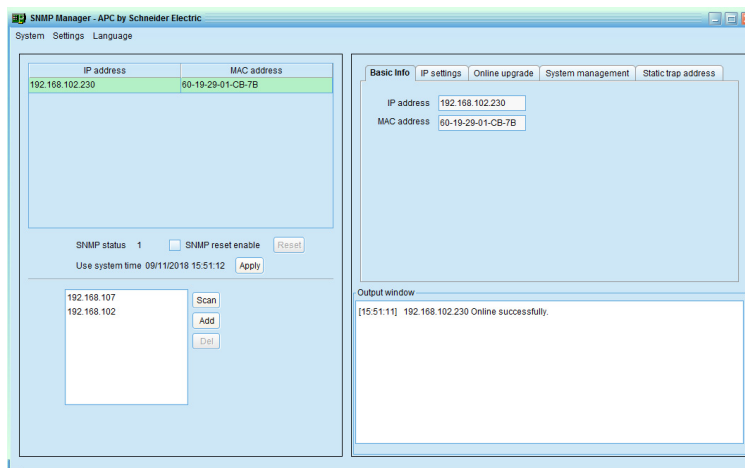 SNMP Manager - APC by Schneider Electric
System Settings Language
IP address MAC address
192.168.102.230 60-19-29-01-CB-7B
SNMP status 1 SNMP reset enable Reset
Use system time 09/11/2018 15:51:12 Apply
192.168.107
192.168.102
Scan
Add
Del
Basic Info IP settings Online upgrade System management Static trap address
IP address 192.168.102.230
MAC address 60-19-29-01-CB-7B
Output window
[15:51:11] 192.168.102.230 Online successfully.